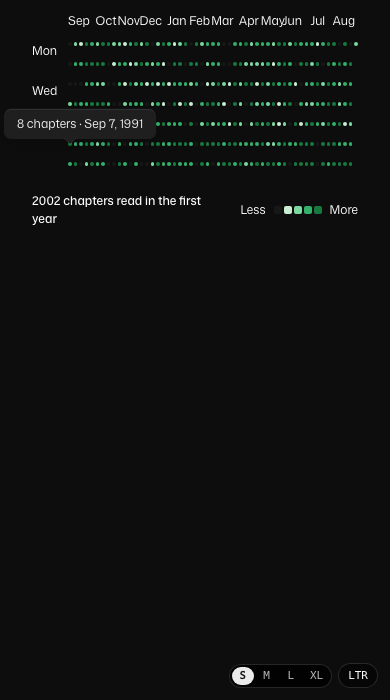 Sep Oct Nov Dec Jan Feb Mar Apr May Jun Jul Aug
Mon
Wed
8 chapters · Sep 7, 1991
2002 chapters read in the first
year
Less More
S M L XL LTR